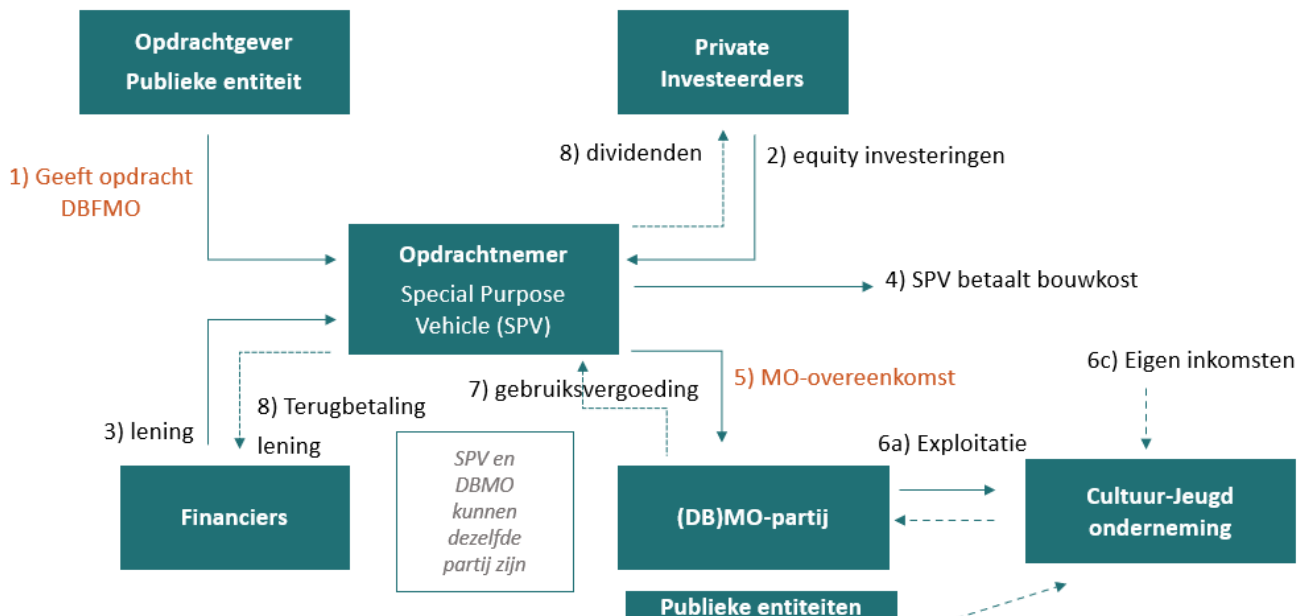 Opdrachtgever
Publieke entiteit
Private
Investeerders
1) Geeft opdracht
DBFMO
8) dividenden
2) equity investeringen
Opdrachtnemer
Special Purpose
Vehicle (SPV)
4) SPV betaalt bouwkost
3) lening
8) Terugbetaling
lening
7) gebruiksvergoeding
5) MO-overeenkomst
6c) Eigen inkomsten
6a) Exploitatie
Financiers
SPV en
DBMO
kunnen
dezelfde
partij zijn
(DB)MO-partij
Cultuur-Jeugd
onderneming
Publieke entiteiten